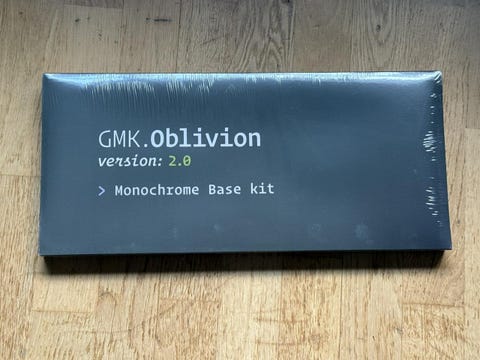 GMK.Oblivion
version: 2.0
> Monochrome Base kit